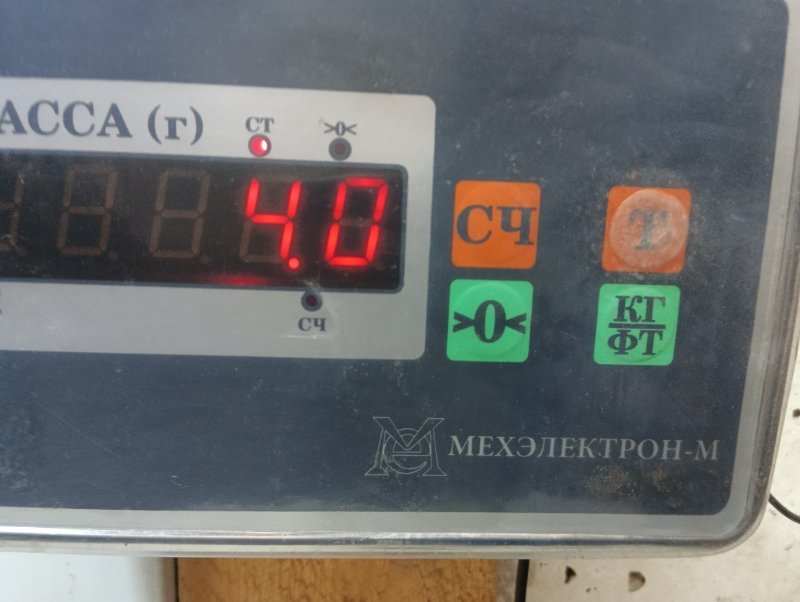 АССА (г)
СТ
>0<
4.0
СЧ
Т
СЧ
>0<
КГ
ФТ
МЕХЭЛЕКТРОН-М